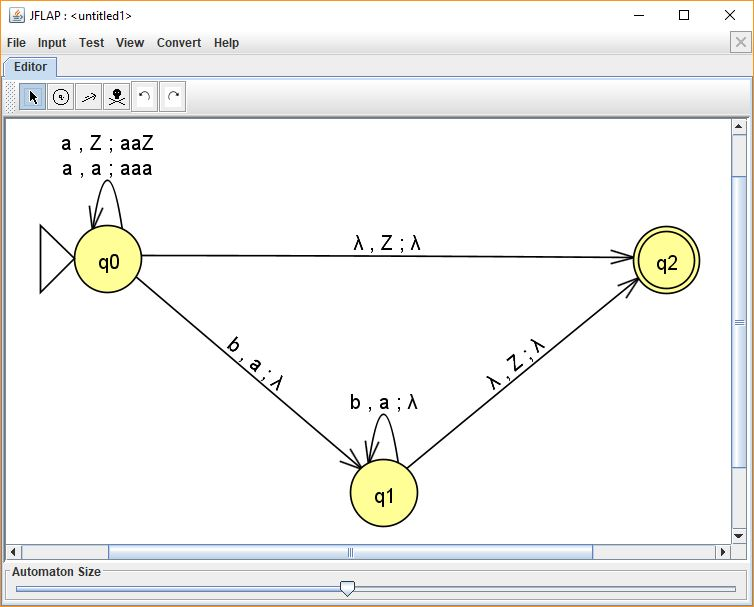 JFLAP : <untitled1>
File Input Test View Convert Help
Editor
a , Z ; aaZ
a , a ; aaa
λ , Z ; λ
q0
q2
b , a ; λ
λ , Z ; λ
b , a ; λ
q1
Automaton Size